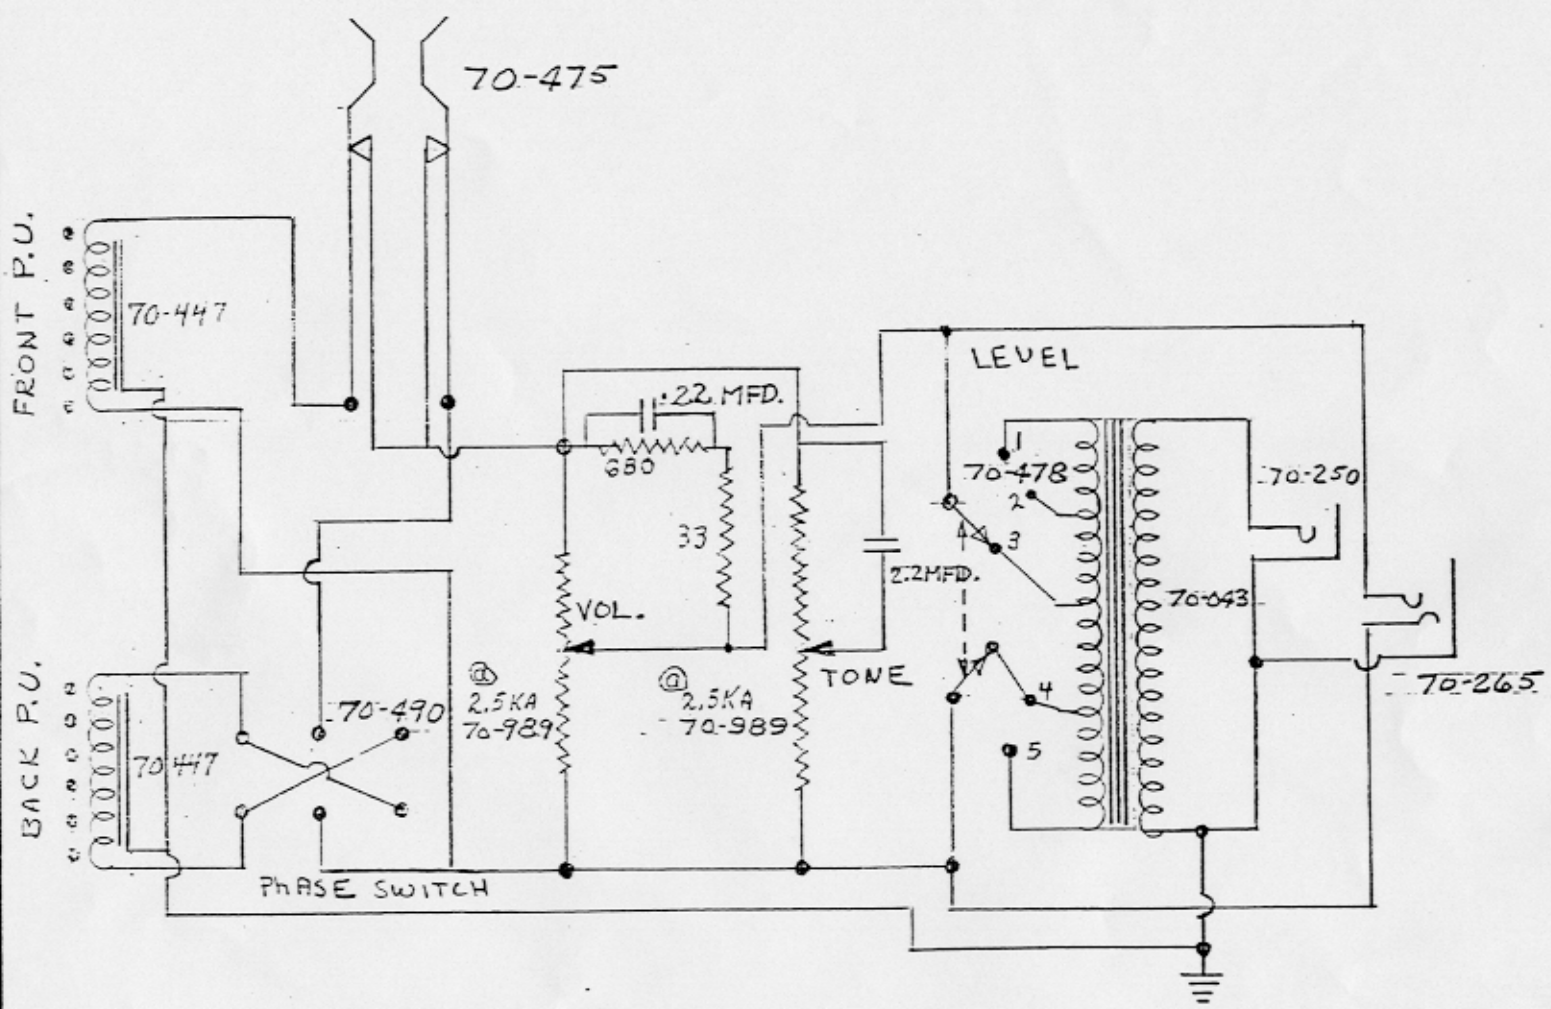 70-475
FRONT P.U.
70-447
LEVEL
.22 MFD.
680
33
1
70-478
2
3
70-250
2.2MFD.
70-043
VOL.
@
2.5KA
70-989
@
2.5KA
70-989
TONE
4
5
70-265
BACK P.U.
70-490
70-447
PHASE SWITCH